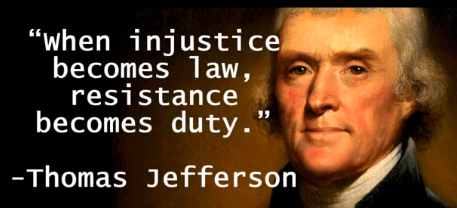 “When injustice
becomes law,
resistance
becomes duty.”
-Thomas Jefferson